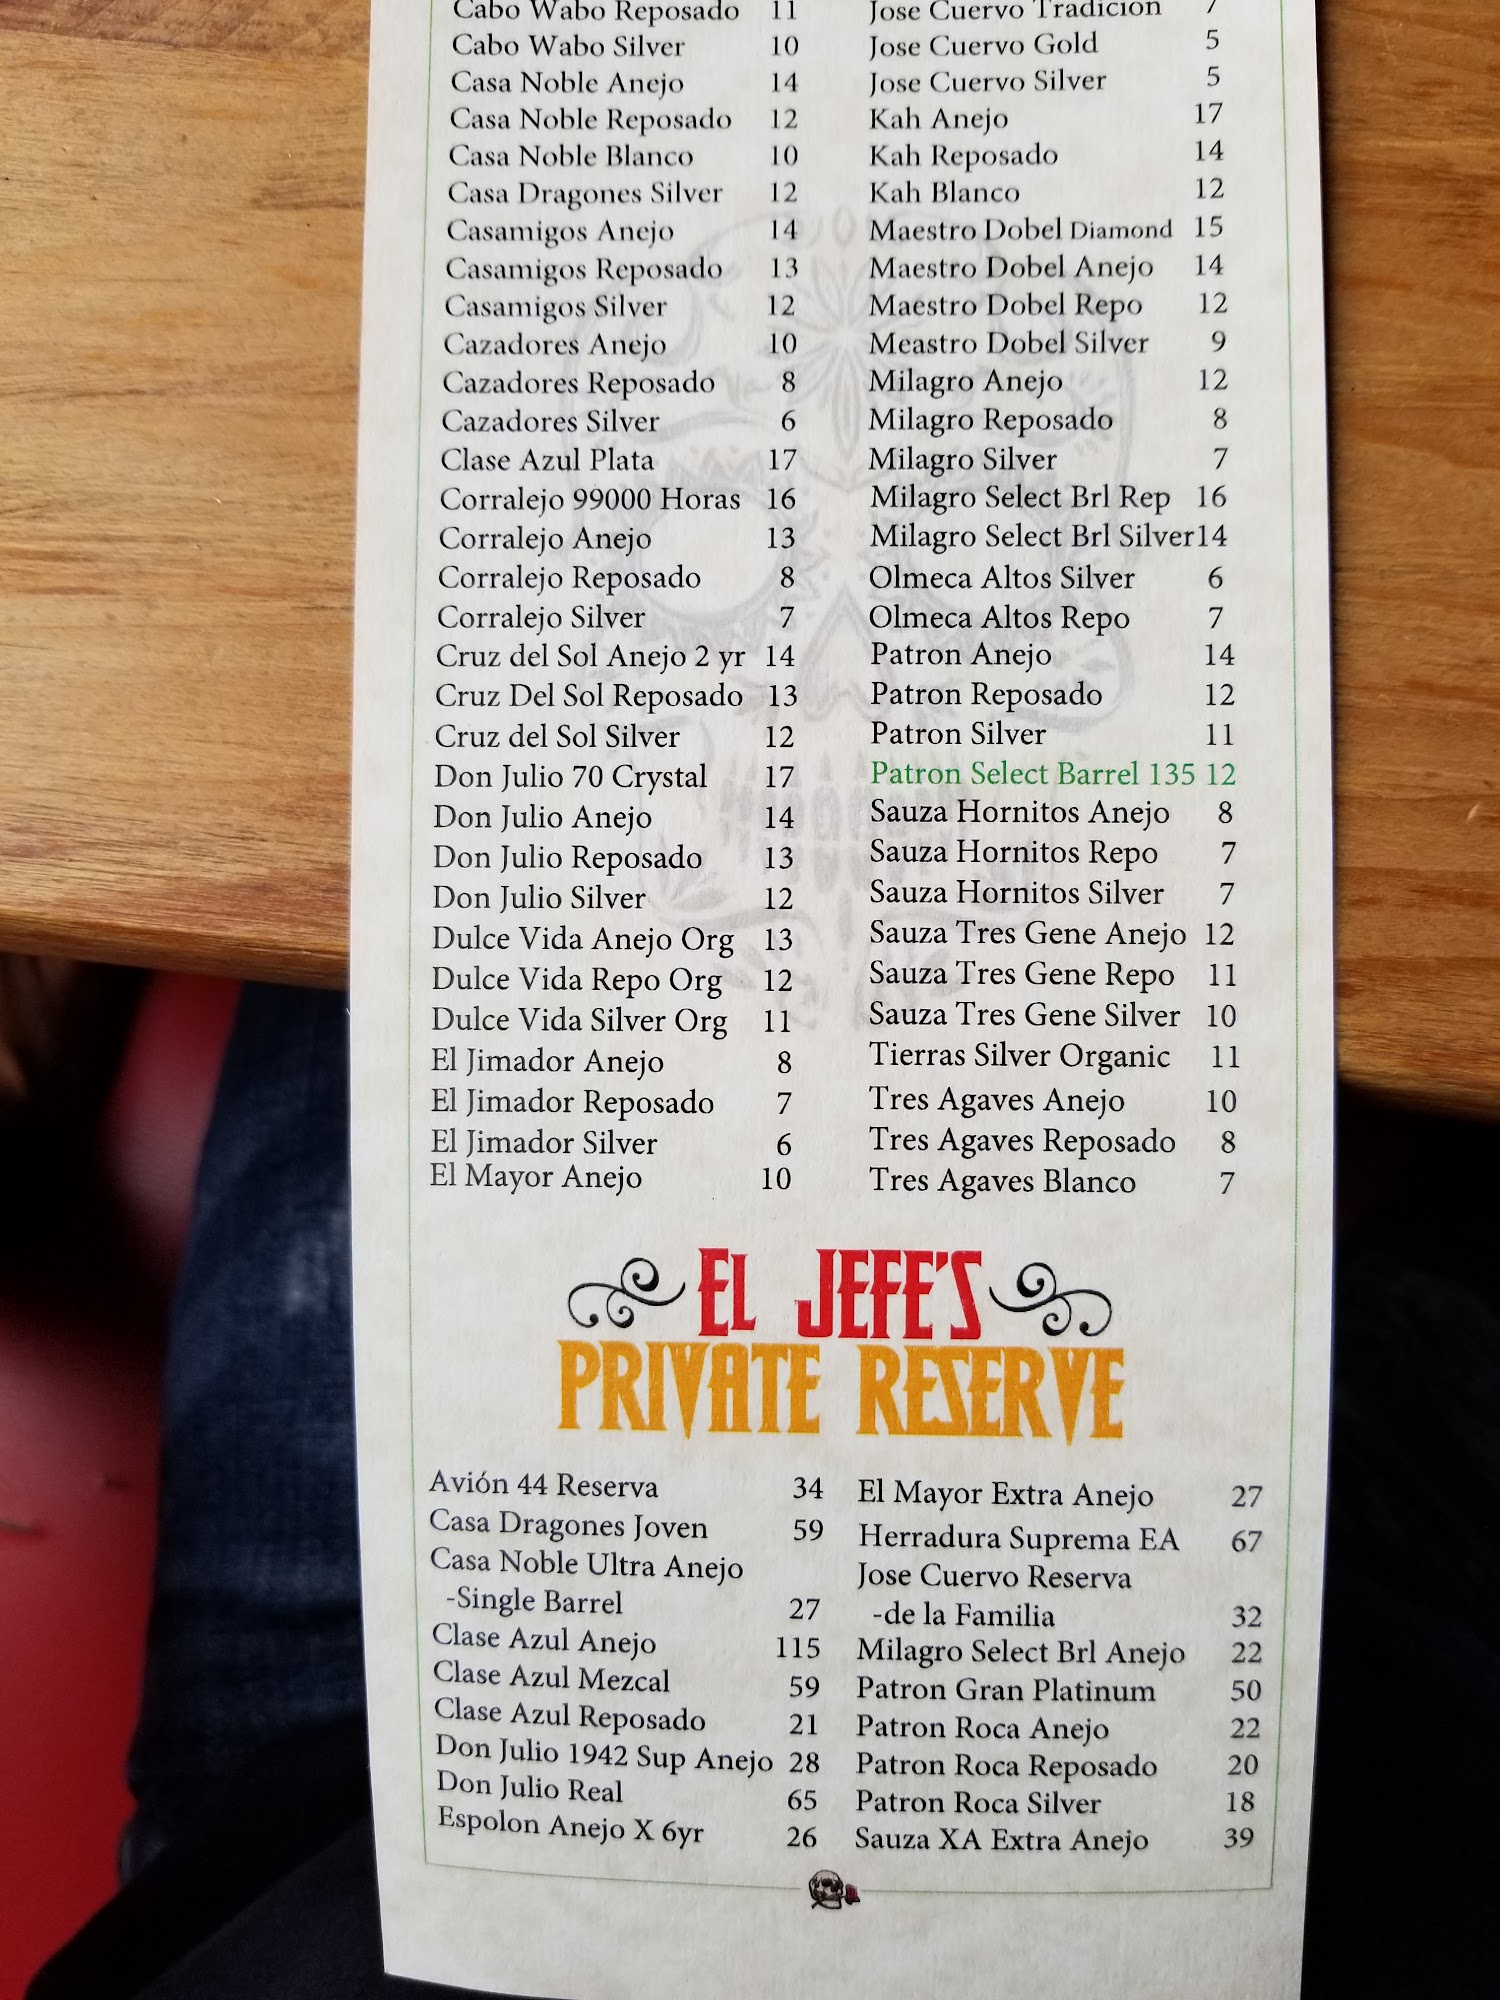 Cabo Wabo Reposado 11
Cabo Wabo Silver 10
Casa Noble Anejo 14
Casa Noble Reposado 12
Casa Noble Blanco 10
Casa Dragones Silver 12
Casamigos Anejo 14
Casamigos Reposado 13
Casamigos Silver 12
Cazadores Anejo 10
Cazadores Reposado 8
Cazadores Silver 6
Clase Azul Plata 17
Corralejo 99000 Horas 16
Corralejo Anejo 13
Corralejo Reposado 8
Corralejo Silver 7
Cruz del Sol Anejo 2 yr 14
Cruz Del Sol Reposado 13
Cruz del Sol Silver 12
Don Julio 70 Crystal 17
Don Julio Anejo 14
Don Julio Reposado 13
Don Julio Silver 12
Dulce Vida Anejo Org 13
Dulce Vida Repo Org 12
Dulce Vida Silver Org 11
El Jimador Anejo 8
El Jimador Reposado 7
El Jimador Silver 6
El Mayor Anejo 10
Jose Cuervo Tradicion 7
Jose Cuervo Gold 5
Jose Cuervo Silver 5
Kah Anejo 17
Kah Reposado 14
Kah Blanco 12
Maestro Dobel Diamond 15
Maestro Dobel Anejo 14
Maestro Dobel Repo 12
Meastro Dobel Silver 9
Milagro Anejo 12
Milagro Reposado 8
Milagro Silver 7
Milagro Select Brl Rep 16
Milagro Select Brl Silver14
Olmeca Altos Silver 6
Olmeca Altos Repo 7
Patron Anejo 14
Patron Reposado 12
Patron Silver 11
Patron Select Barrel 135 12
Sauza Hornitos Anejo 8
Sauza Hornitos Repo 7
Sauza Hornitos Silver 7
Sauza Tres Gene Anejo 12
Sauza Tres Gene Repo 11
Sauza Tres Gene Silver 10
Tierras Silver Organic 11
Tres Agaves Anejo 10
Tres Agaves Reposado 8
Tres Agaves Blanco 7
EL JEFE'S
PRIVATE RESERVE
Avión 44 Reserva 34
Casa Dragones Joven 59
Casa Noble Ultra Anejo
-Single Barrel 27
Clase Azul Anejo 115
Clase Azul Mezcal 59
Clase Azul Reposado 21
Don Julio 1942 Sup Anejo 28
Don Julio Real 65
Espolon Anejo X 6yr 26
El Mayor Extra Anejo 27
Herradura Suprema EA 67
Jose Cuervo Reserva
-de la Familia 32
Milagro Select Brl Anejo 22
Patron Gran Platinum 50
Patron Roca Anejo 22
Patron Roca Reposado 20
Patron Roca Silver 18
Sauza XA Extra Anejo 39